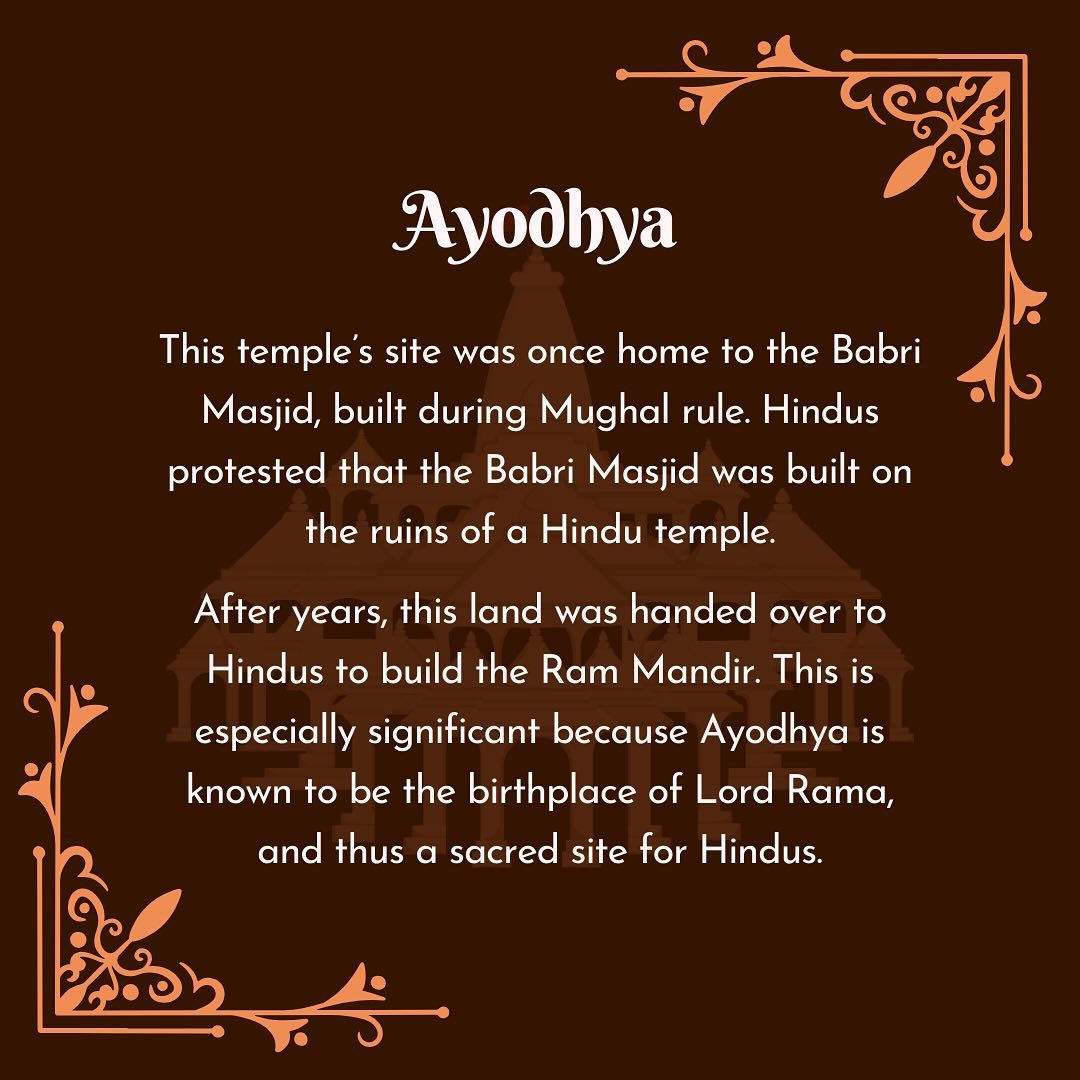 Ayodhya
This temple’s site was once home to the Babri
Masjid, built during Mughal rule. Hindus
protested that the Babri Masjid was built on
the ruins of a Hindu temple.
After years, this land was handed over to
Hindus to build the Ram Mandir. This is
especially significant because Ayodhya is
known to be the birthplace of Lord Rama,
and thus a sacred site for Hindus.